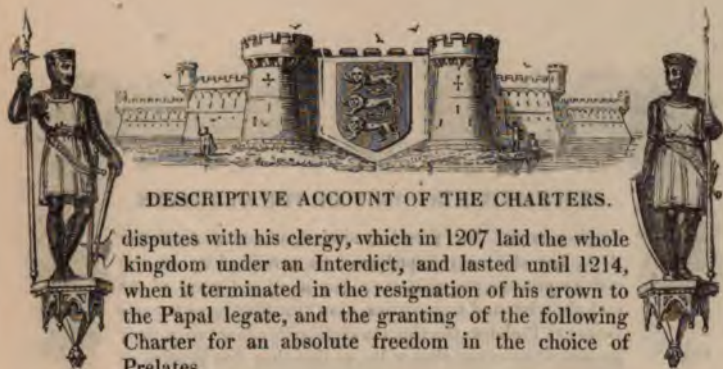 DESCRIPTIVE ACCOUNT OF THE CHARTERS.
disputes with his clergy, which in 1207 laid the whole
kingdom under an Interdict, and lasted until 1214,
when it terminated in the resignation of his crown to
the Papal legate, and the granting of the following
Charter for an absolute freedom in the choice of
Prelates.